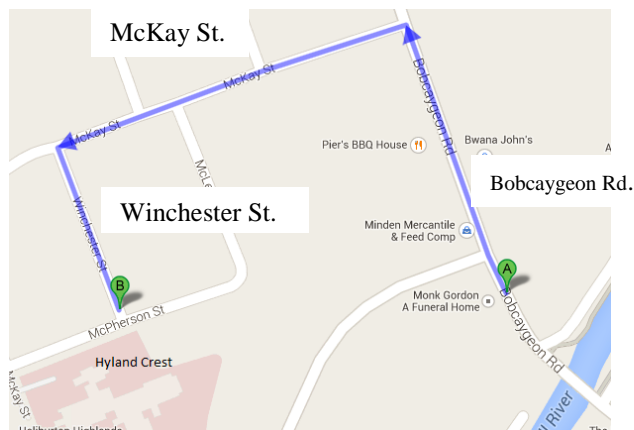 McKay St.
McKay St
McKay St
Bobcaygeon Rd
Pier's BBQ House
Bwana John's
A
Bobcaygeon Rd.
Winchester St.
Winchester St
Minden Mercantile
& Feed Comp
A
B
Monk Gordon
A Funeral Home
Bobcaygeon Rd
McPherson St
Hyland Crest
McKay St
River
The